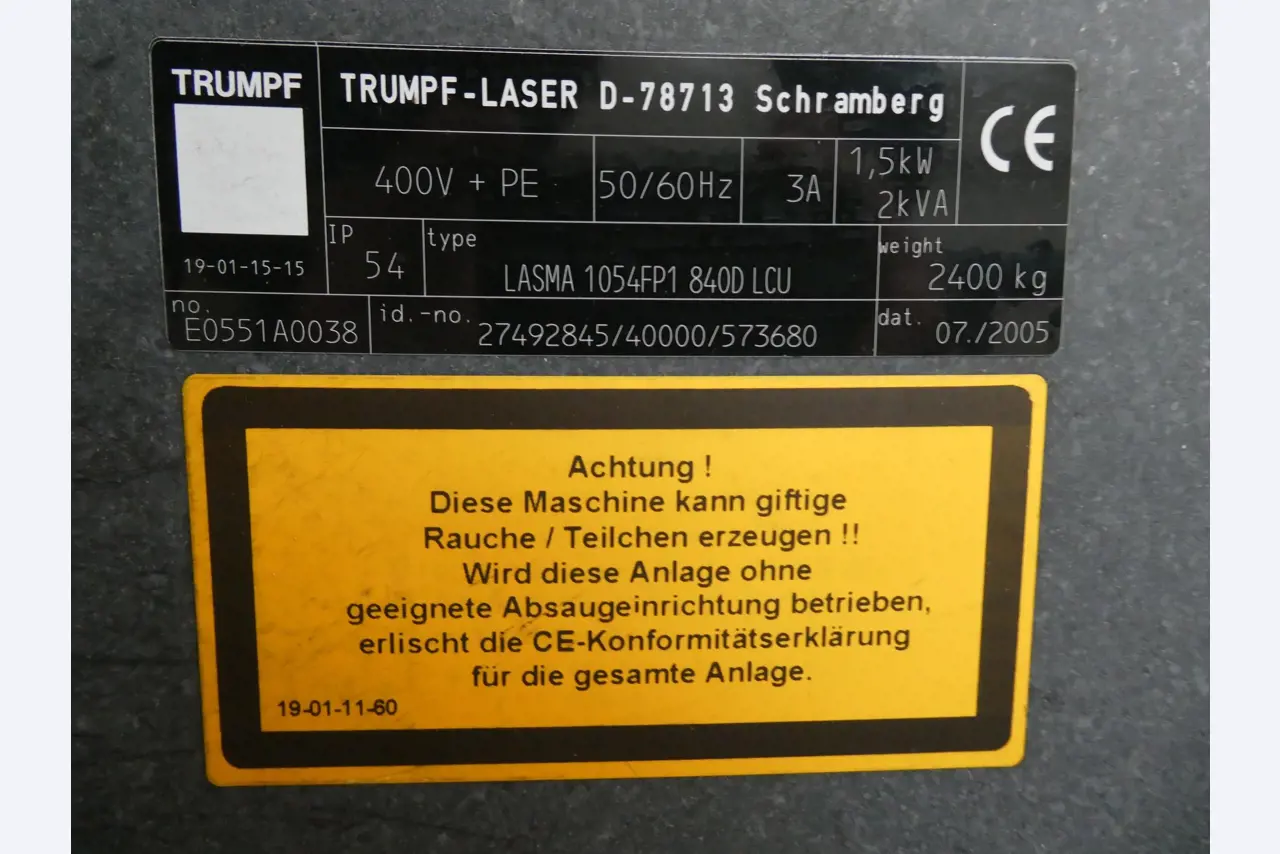 TRUMPF
TRUMPF-LASER D-78713 Schramberg
CE
400V + PE
50/60Hz
3A
1,5kW
2kVA
19-01-15-15
IP
54
type
LASMA 1054FP.1 840D LCU
weight
2400 kg
no.
E0551A0038
id.-no.
27492845/40000/573680
dat.
07./2005
Achtung !
Diese Maschine kann giftige
Rauche / Teilchen erzeugen !!
Wird diese Anlage ohne
geeignete Absaugeinrichtung betrieben,
erlischt die CE-Konformitätserklärung
für die gesamte Anlage.
19-01-11-60